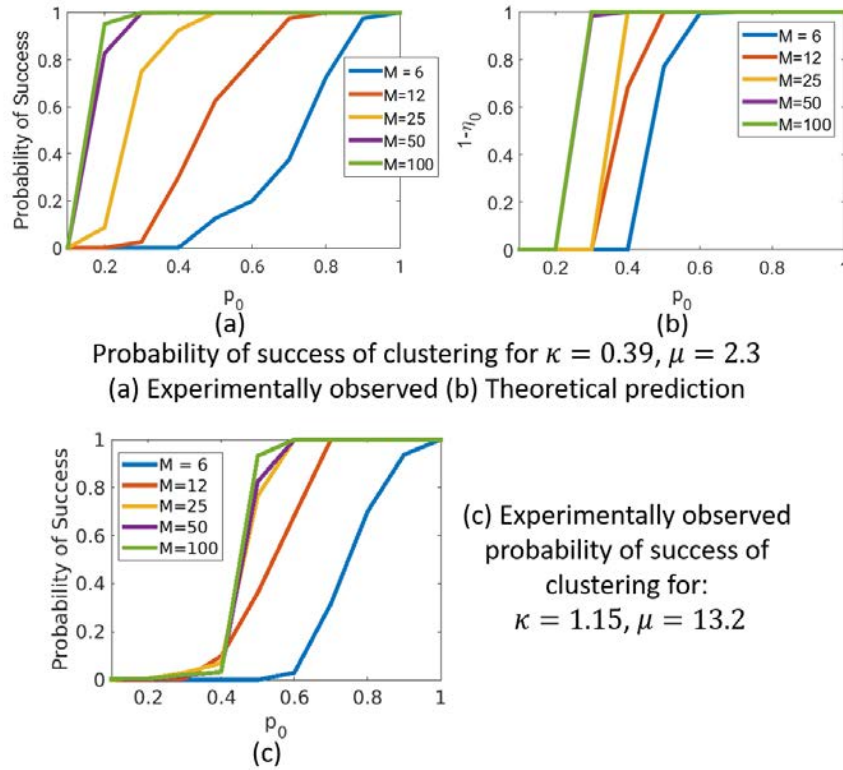 Probability of Success
1
0.8
0.6
0.4
0.2
0
0.2
0.4
0.6
0.8
1
p0
M = 6
M=12
M=25
M=50
M=100
(a)
1-η0
1
0.8
0.6
0.4
0.2
0
0.2
0.4
0.6
0.8
1
p0
M = 6
M=12
M=25
M=50
M=100
(b)
Probability of success of clustering for κ = 0.39, μ = 2.3
(a) Experimentally observed (b) Theoretical prediction
Probability of Success
1
0.8
0.6
0.4
0.2
0
0.2
0.4
0.6
0.8
1
p0
M = 6
M=12
M=25
M=50
M=100
(c)
(c) Experimentally observed
probability of success of
clustering for:
κ = 1.15, μ = 13.2